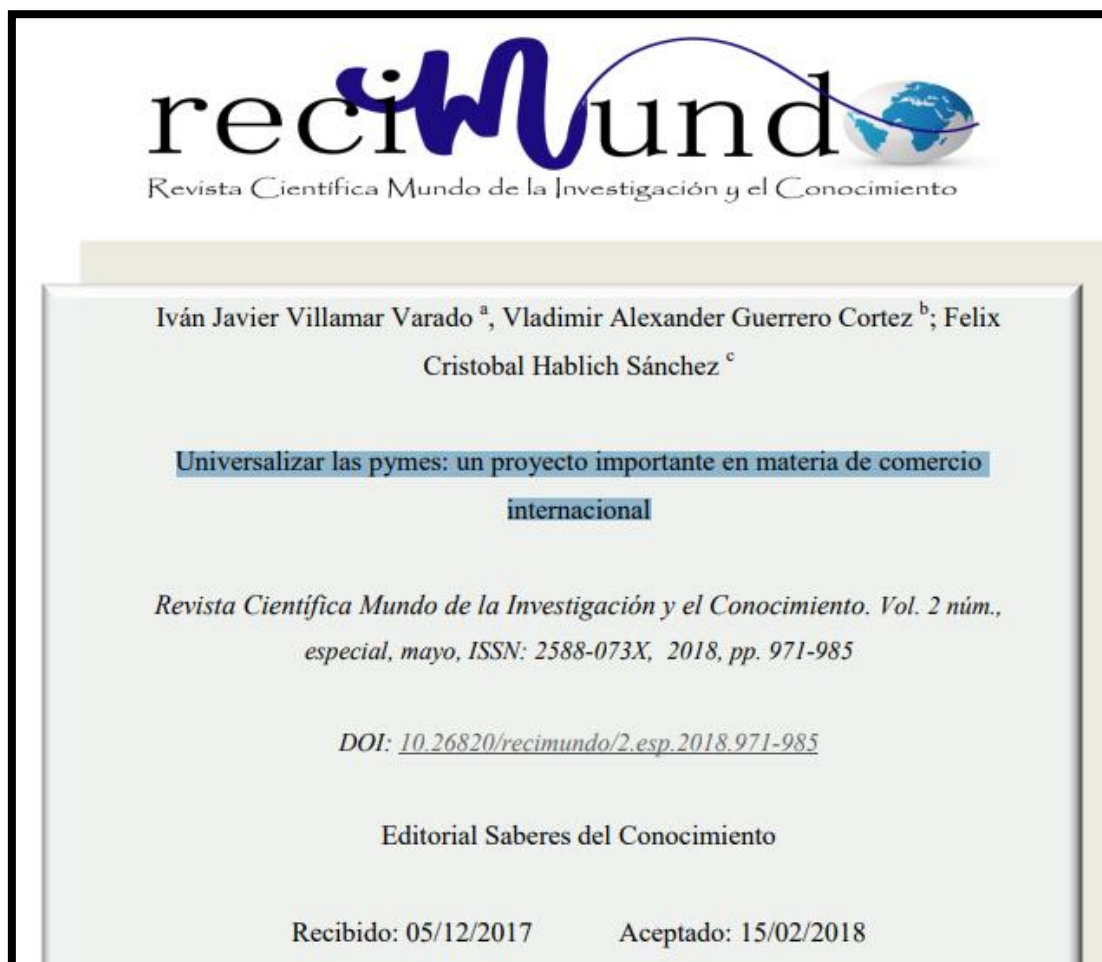 reciMundo
Revista Científica Mundo de la Investigación y el Conocimiento
Iván Javier Villamar Varado a, Vladimir Alexander Guerrero Cortez b; Felix
Cristobal Hablich Sánchez c
Universalizar las pymes: un proyecto importante en materia de comercio
internacional
Revista Científica Mundo de la Investigación y el Conocimiento. Vol. 2 núm.,
especial, mayo, ISSN: 2588-073X, 2018, pp. 971-985
DOI: 10.26820/recimundo/2.esp.2018.971-985
Editorial Saberes del Conocimiento
Recibido: 05/12/2017 Aceptado: 15/02/2018